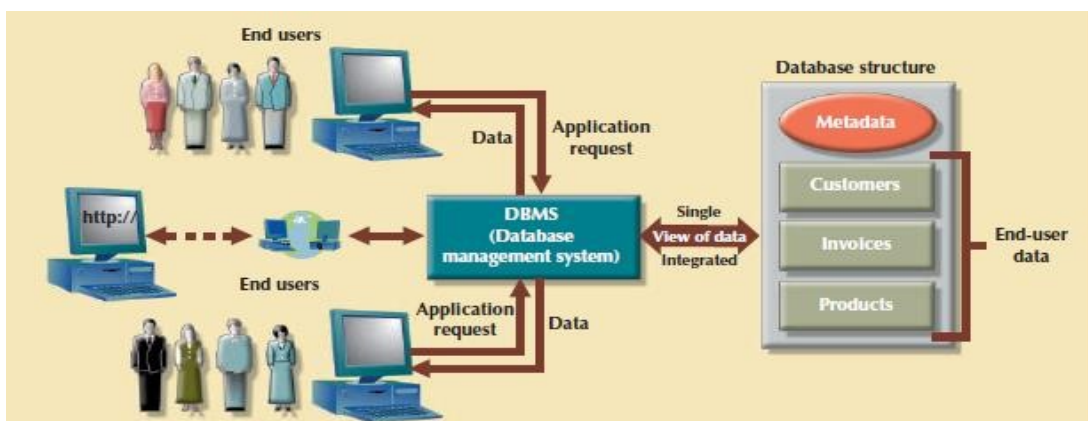 End users
Data
Application
request
http://
DBMS
(Database
management system)
Single
View of data
Integrated
End users
Application
request
Data
Database structure
Metadata
Customers
Invoices
Products
End-user
data